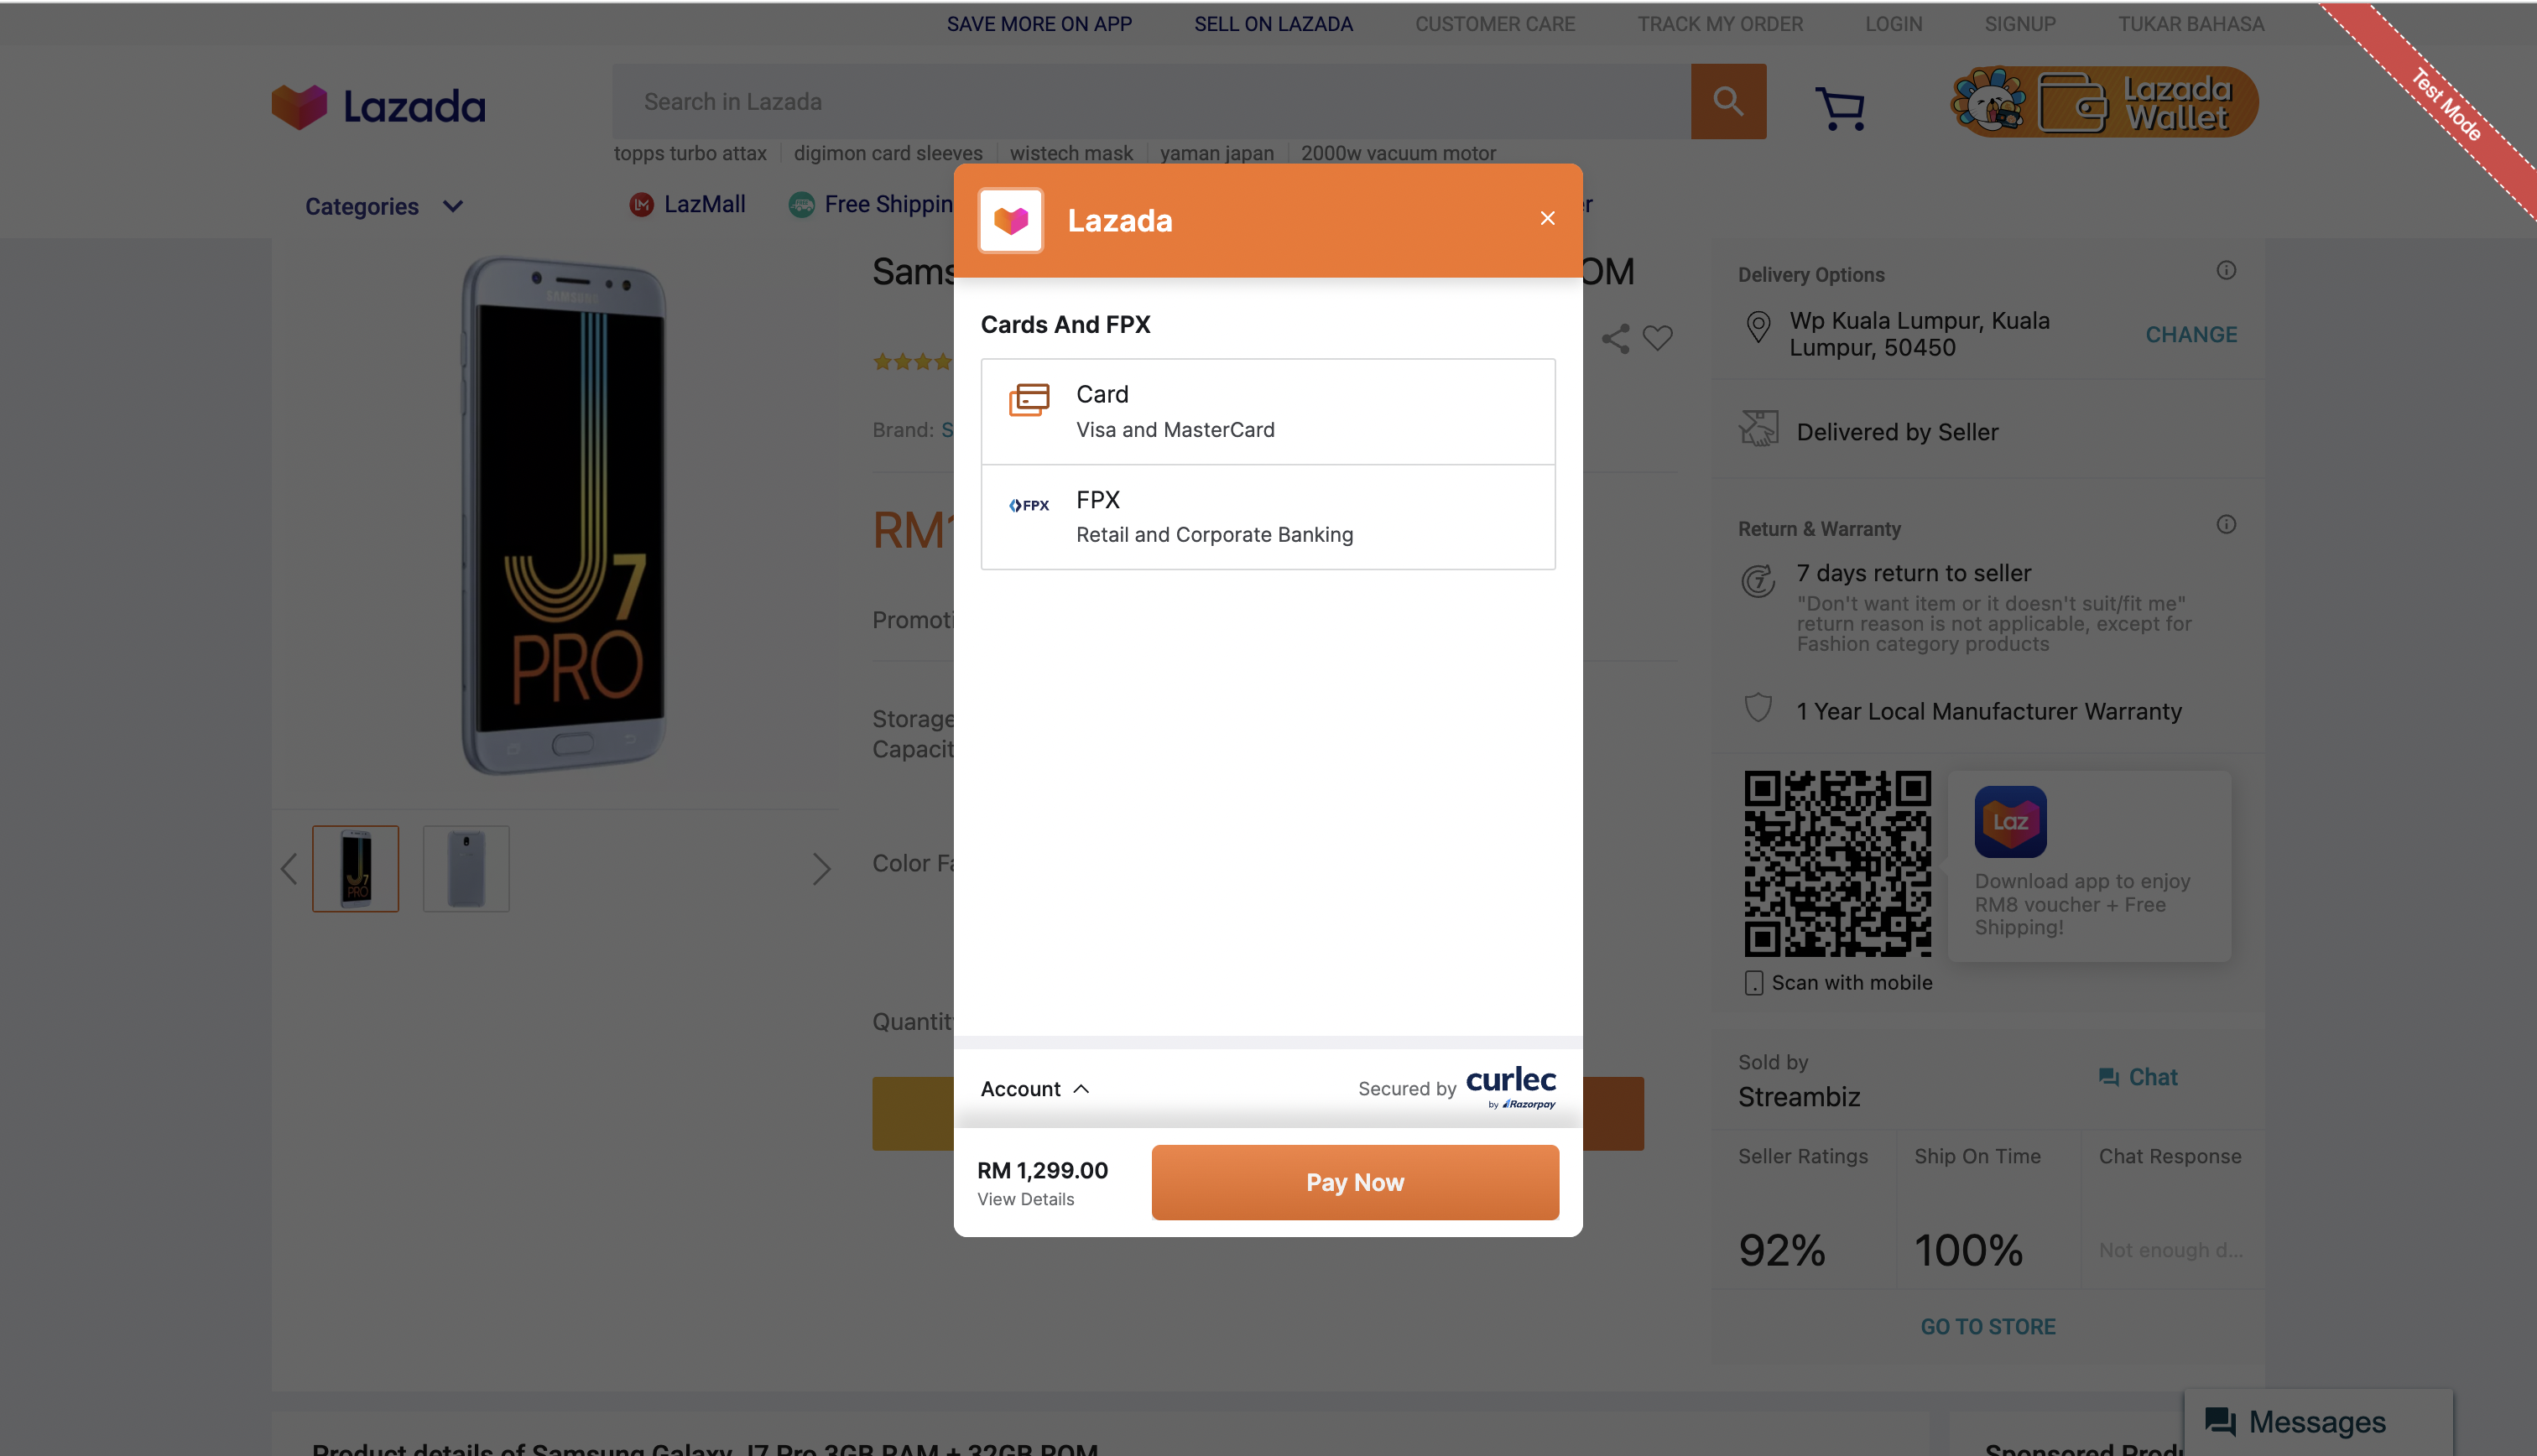 SAVE MORE ON APP SELL ON LAZADA CUSTOMER CARE TRACK MY ORDER LOGIN SIGNUP TUKAR BAHASA
Test Mode
Lazada
Search in Lazada
Lazada
Wallet
topps turbo attax digimon card sleeves wistech mask yaman japan 2000w vacuum motor
Categories
LazMall
Free Shippin
r
Lazada
Sams
OM
Cards And FPX
Card
Visa and MasterCard
FPX
FPX
Retail and Corporate Banking
Account
Secured by
curlec
by Razorpay
RM 1,299.00
View Details
Pay Now
Brand: S
RM1
Promoti
Storage
Capacit
Color Fa
Quantit
SAMSUNG
J7
PRO
J7
PRO
Delivery Options
Wp Kuala Lumpur, Kuala
Lumpur, 50450
CHANGE
Delivered by Seller
Return & Warranty
7
7 days return to seller
"Don't want item or it doesn't suit/fit me"
return reason is not applicable, except for
Fashion category products
1 Year Local Manufacturer Warranty
Laz
Download app to enjoy
RM8 voucher + Free
Shipping!
Scan with mobile
Sold by
Streambiz
Chat
Seller Ratings Ship On Time Chat Response
92% 100% Not enough d...
GO TO STORE
Messages
Product details of Samsung Galaxy J7 Pro 3GB RAM + 32GB ROM
Sponsored Produ